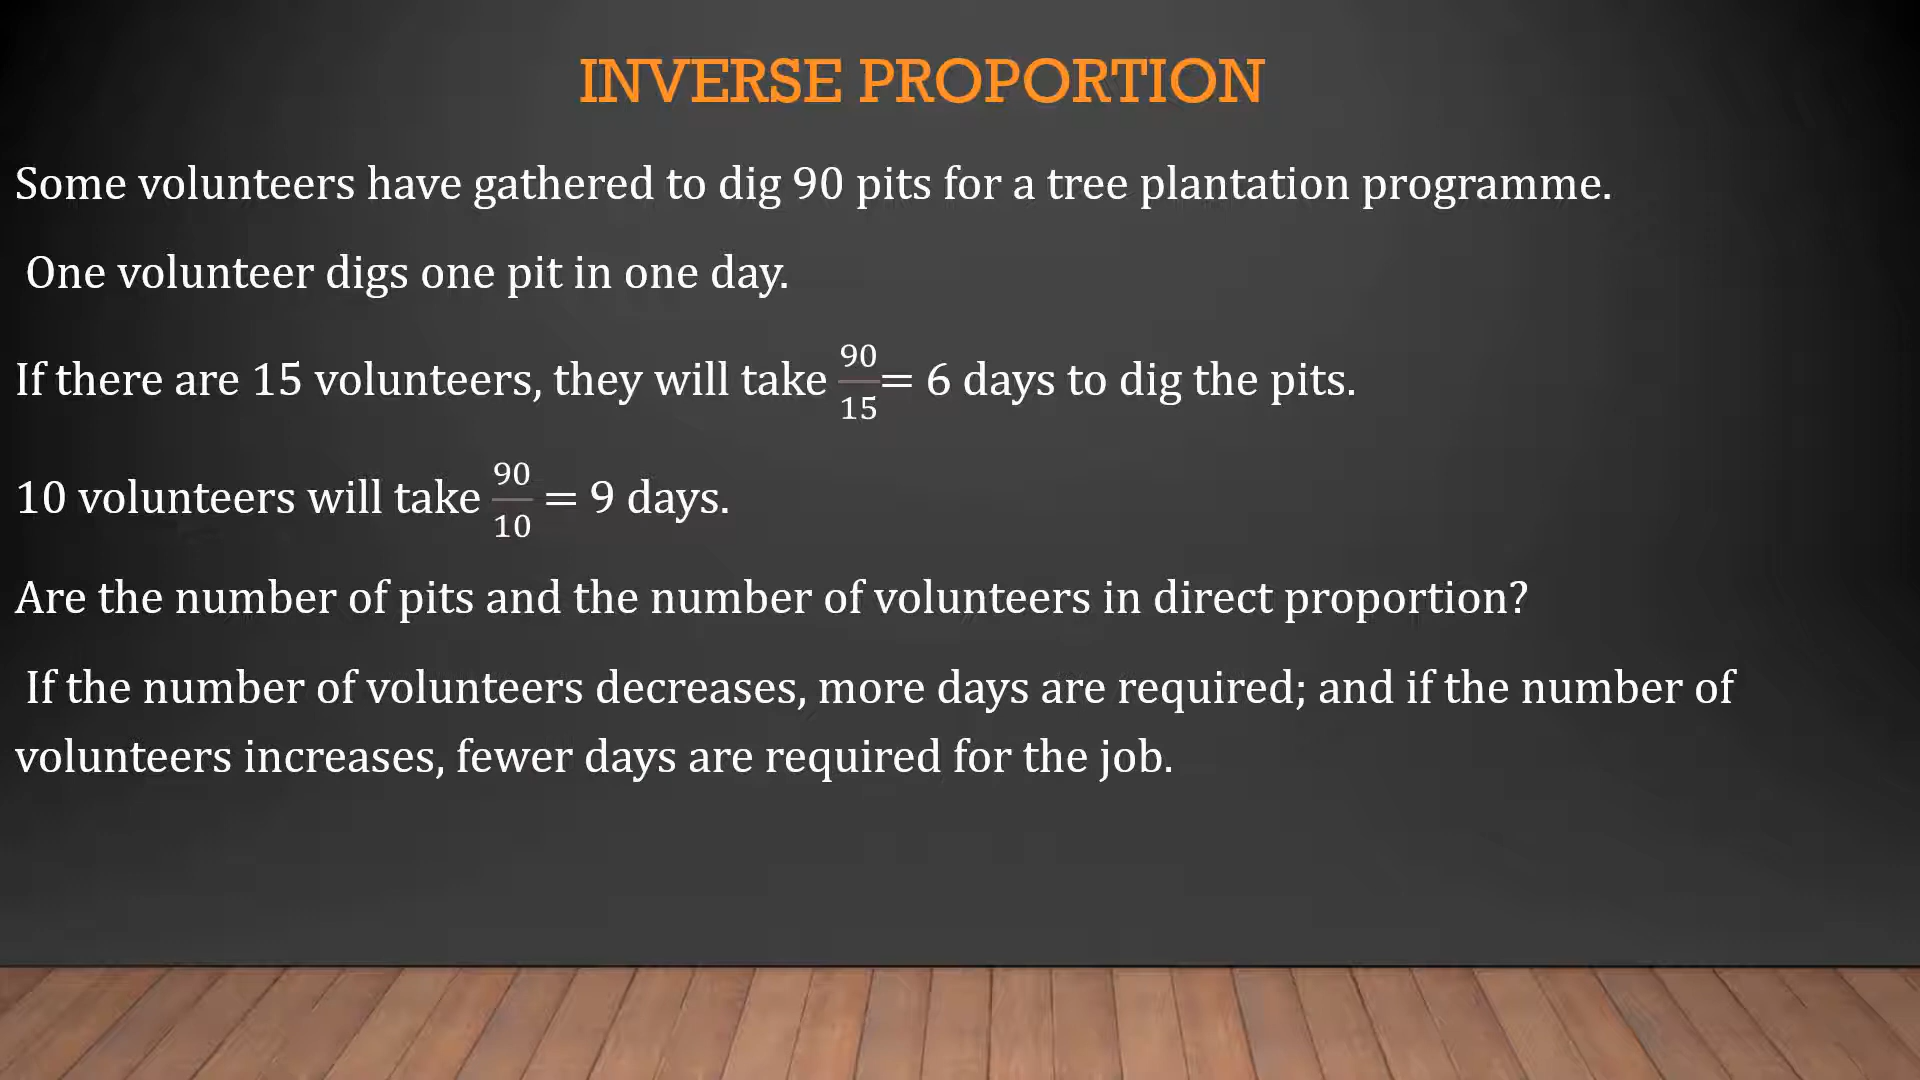 INVERSE PROPORTION
Some volunteers have gathered to dig 90 pits for a tree plantation programme.
One volunteer digs one pit in one day.
If there are 15 volunteers, they will take 90/15 = 6 days to dig the pits.
10 volunteers will take 90/10 = 9 days.
Are the number of pits and the number of volunteers in direct proportion?
If the number of volunteers decreases, more days are required; and if the number of
volunteers increases, fewer days are required for the job.